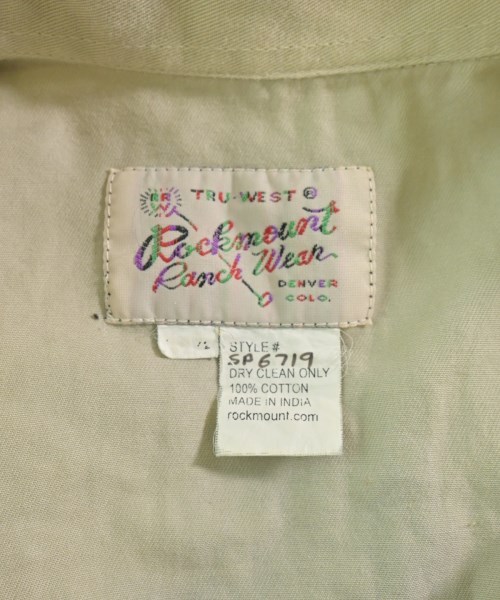 RR
W
TRU-WEST ®
Rockmount
Ranch Wear
DENVER
COLO.
STYLE#
SP6719
DRY CLEAN ONLY
100% COTTON
MADE IN INDIA
rockmount.com